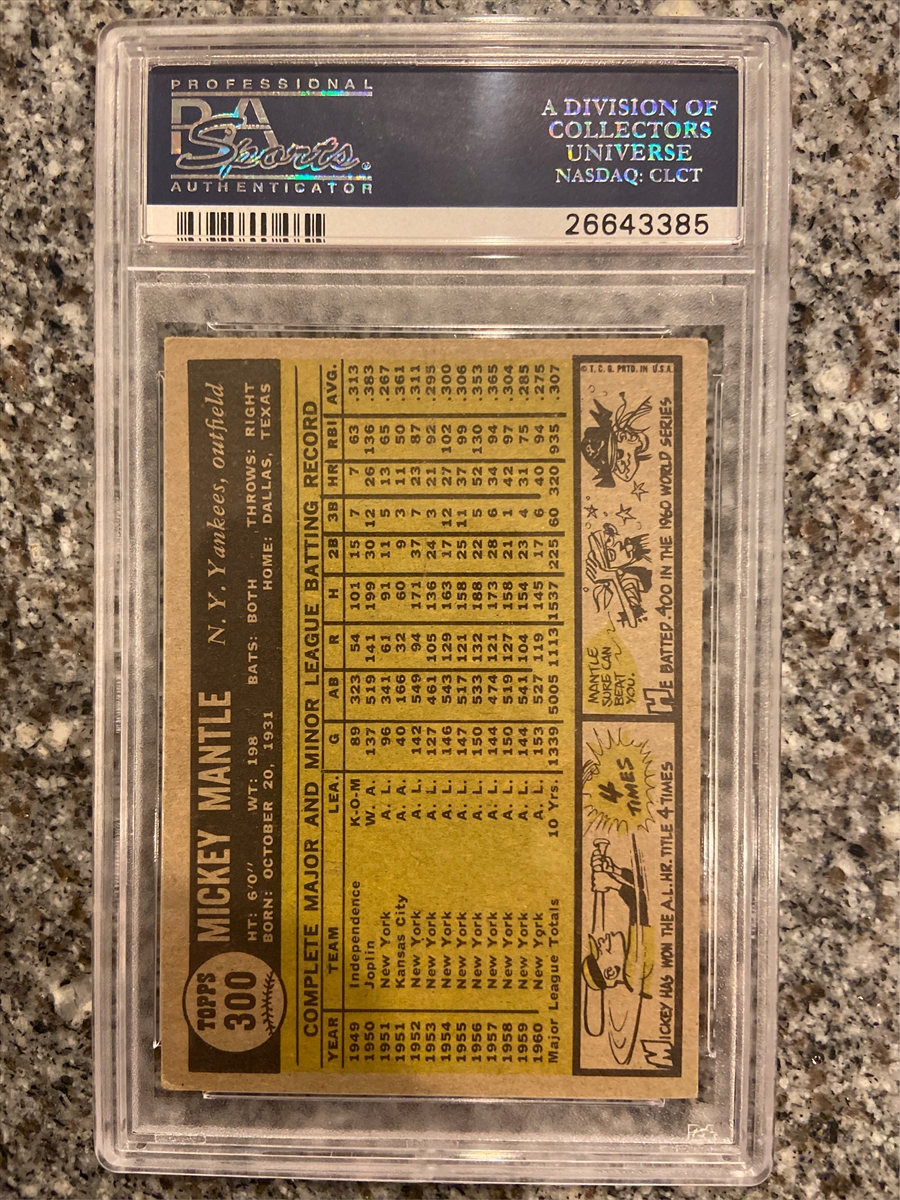 PROFESSIONAL
PSA
Sports.
AUTHENTICATOR
A DIVISION OF
COLLECTORS
UNIVERSE
NASDAQ: CLCT
26643385
TOPPS
300
MICKEY MANTLE N. Y. Yankees, outfield
HT: 6'0" WT: 198 BATS: BOTH THROWS: RIGHT
BORN: OCTOBER 20, 1931 HOME: DALLAS, TEXAS
COMPLETE MAJOR AND MINOR LEAGUE BATTING RECORD
YEAR TEAM LEA. G AB R H 2B 3B HR RBI AVG.
1949 Independence K-O-M 89 323 54 101 15 7 7 63 .313
1950 Joplin W. A. 137 519 141 199 30 12 26 136 .383
1951 New York A. L. 96 341 61 91 11 5 13 65 .267
1951 Kansas City A. A. 40 166 32 60 9 3 11 50 .361
1952 New York A. L. 142 549 94 171 37 7 23 87 .311
1953 New York A. L. 127 461 105 136 24 3 21 92 .295
1954 New York A. L. 146 543 129 163 17 12 27 102 .300
1955 New York A. L. 147 517 121 158 25 11 37 99 .306
1956 New York A. L. 150 533 132 188 22 5 52 130 .353
1957 New York A. L. 144 474 121 173 28 6 34 94 .365
1958 New York A. L. 150 519 127 158 21 1 42 97 .304
1959 New York A. L. 144 541 104 154 23 4 31 75 .285
1960 New York A. L. 153 527 119 145 17 6 40 94 .275
Major League Totals 10 Yrs. 1339 5005 1113 1537 225 60 320 935 .307
4
TIMES
MICKEY HAS WON THE A.L. H.R. TITLE 4 TIMES
MANTLE
SURE CAN
BEAT
YOU.
© T. C. G. PRTD. IN U.S.A.
HE BATTED .400 IN THE 1960 WORLD SERIES
PSA